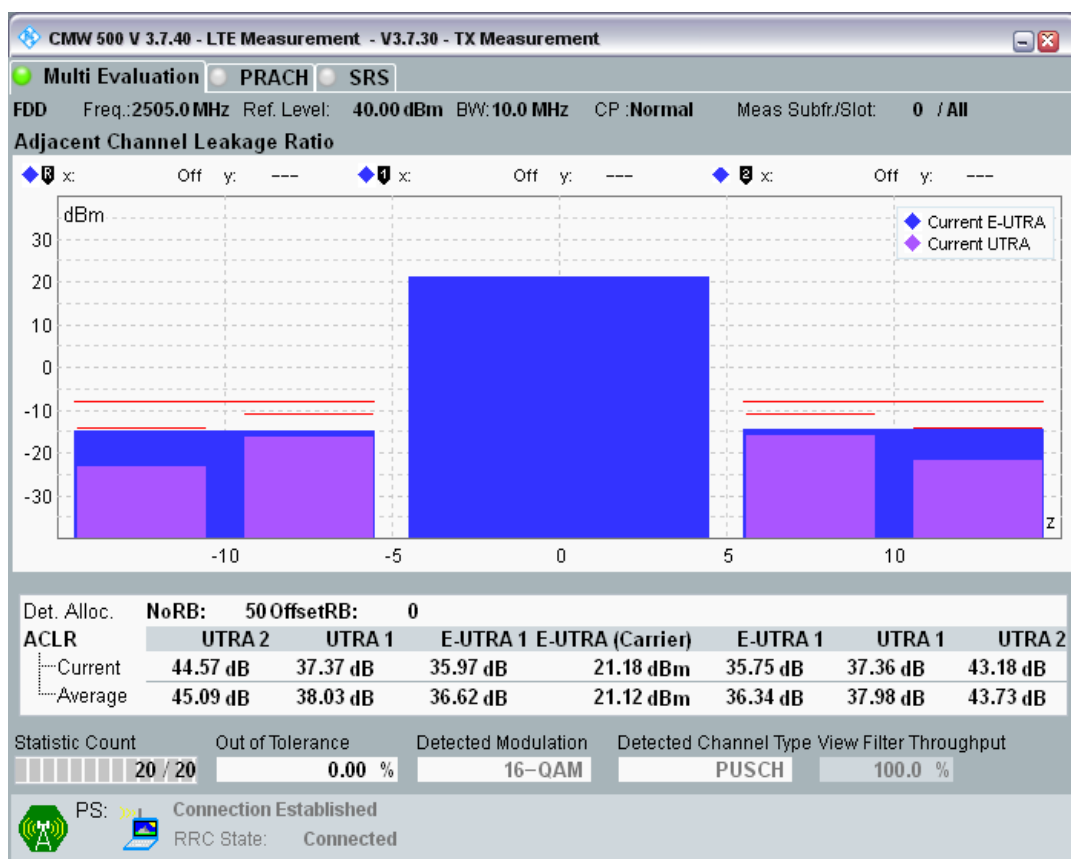 CMW 500 V 3.7.40 - LTE Measurement - V3.7.30 - TX Measurement
Multi Evaluation PRACH SRS
FDD Freq.:2505.0 MHz Ref. Level: 40.00 dBm BW:10.0 MHz CP :Normal Meas Subfr./Slot: 0 / All
Adjacent Channel Leakage Ratio
R x: Off y: --- 1 x: Off y: --- 2 x: Off y: ---
dBm
Current E-UTRA
Current UTRA
30
20
10
0
-10
-20
-30
z
-10 -5 0 5 10
Det. Alloc. NoRB: 50 OffsetRB: 0
ACLR UTRA 2 UTRA 1 E-UTRA 1 E-UTRA (Carrier) E-UTRA 1 UTRA 1 UTRA 2
Current 44.57 dB 37.37 dB 35.97 dB 21.18 dBm 35.75 dB 37.36 dB 43.18 dB
Average 45.09 dB 38.03 dB 36.62 dB 21.12 dBm 36.34 dB 37.98 dB 43.73 dB
Statistic Count Out of Tolerance Detected Modulation Detected Channel Type View Filter Throughput
20 / 20 0.00 % 16-QAM PUSCH 100.0 %
PS: Connection Established
RRC State: Connected